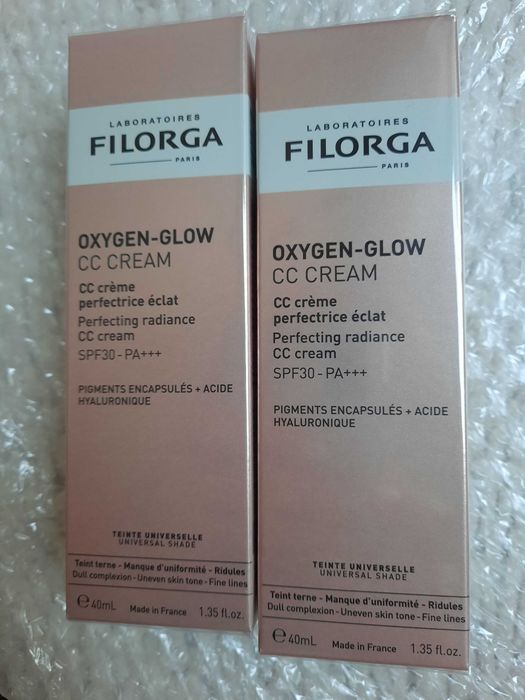 LABORATOIRES
FILORGA
PARIS
OXYGEN-GLOW
CC CREAM
CC crème
perfectrice éclat
Perfecting radiance
CC cream
SPF30 - PA+++
PIGMENTS ENCAPSULÉS + ACIDE
HYALURONIQUE
TEINTE UNIVERSELLE
UNIVERSAL SHADE
Teint terne - Manque d'uniformité - Ridules
Dull complexion - Uneven skin tone - Fine lines
℮40mL Made in France 1.35 fl.oz.
LABORATOIRES
FILORGA
PARIS
OXYGEN-GLOW
CC CREAM
CC crème
perfectrice éclat
Perfecting radiance
CC cream
SPF30 - PA+++
PIGMENTS ENCAPSULÉS + ACIDE
HYALURONIQUE
TEINTE UNIVERSELLE
UNIVERSAL SHADE
Teint terne - Manque d'uniformité - Ridules
Dull complexion - Uneven skin tone - Fine lines
℮40mL Made in France 1.35 fl.oz.